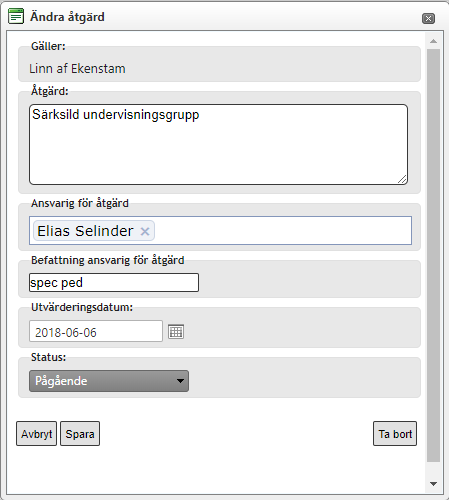 Ändra åtgärd
Gäller:
Linn af Ekenstam
Åtgärd:
Särksild undervisningsgrupp
Ansvarig för åtgärd
Elias Selinder ×
Befattning ansvarig för åtgärd
spec ped
Utvärderingsdatum:
2018-06-06
Status:
Pågående
Avbryt Spara Ta bort